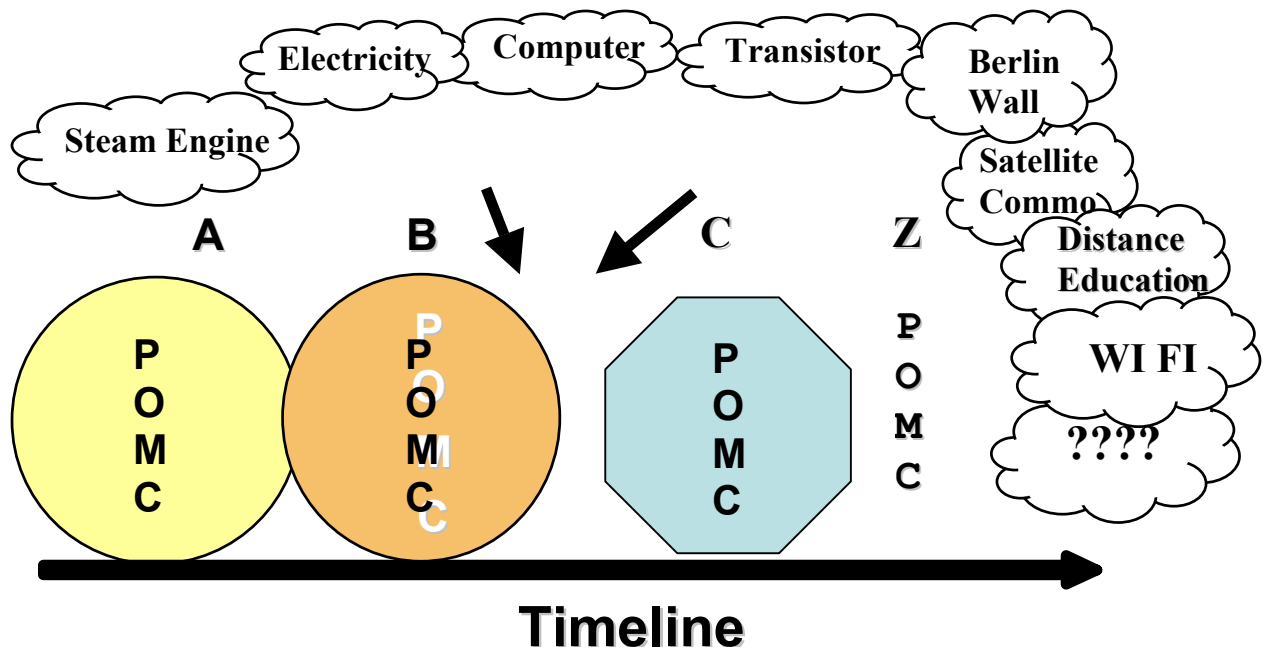 Steam Engine
Electricity
Computer
Transistor
Berlin
Wall
Satellite
Commo
Distance
Education
WI FI
????
A
B
C
Z
P
O
M
C
P
O
M
C
P
O
M
C
P
O
M
C
P
O
M
C
Timeline